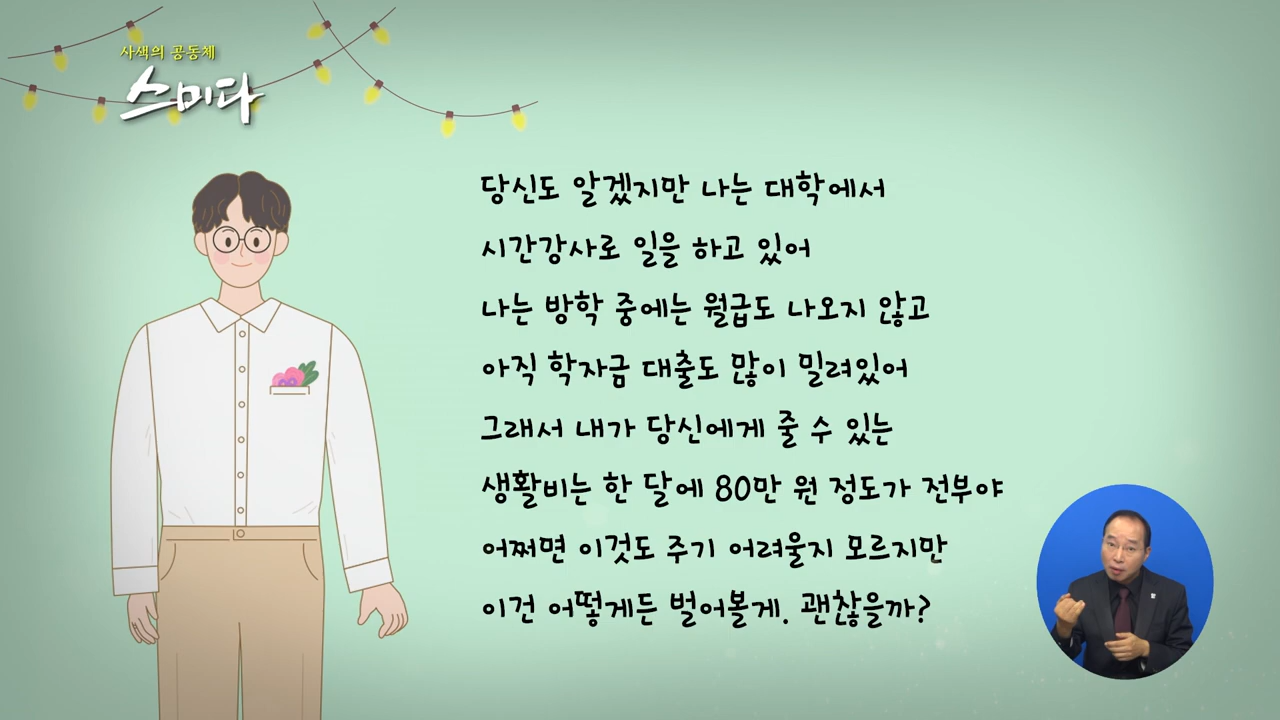 사색의 공동체
스미다
당신도 알겠지만 나는 대학에서
시간강사로 일을 하고 있어
나는 방학 중에는 월급도 나오지 않고
아직 학자금 대출도 많이 밀려있어
그래서 내가 당신에게 줄 수 있는
생활비는 한 달에 80만 원 정도가 전부야
어쩌면 이것도 주기 어려울지 모르지만
이건 어떻게든 벌어볼게. 괜찮을까?